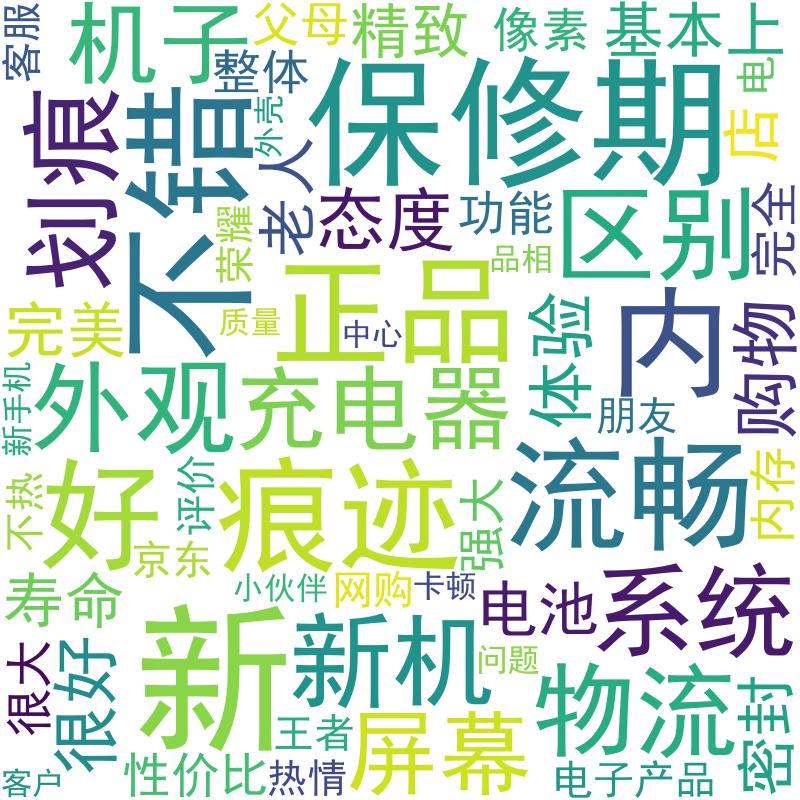 客服
机子
父母
精致
像素
基本上
整体
保修期
电
店
划痕
不错
外壳
老人
态度
功能
区别
完全
荣耀
品相
完美
质量
正品
中心
体验
内
购物
新手机
外观
充电器
朋友
不热
好
评价
痕迹
强大
流畅
内存
京东
寿命
小伙伴
网购
卡顿
电池
系统
很大
很好
新
新机
问题
物流
密封
王者
屏幕
客户
性价比
热情
电子产品